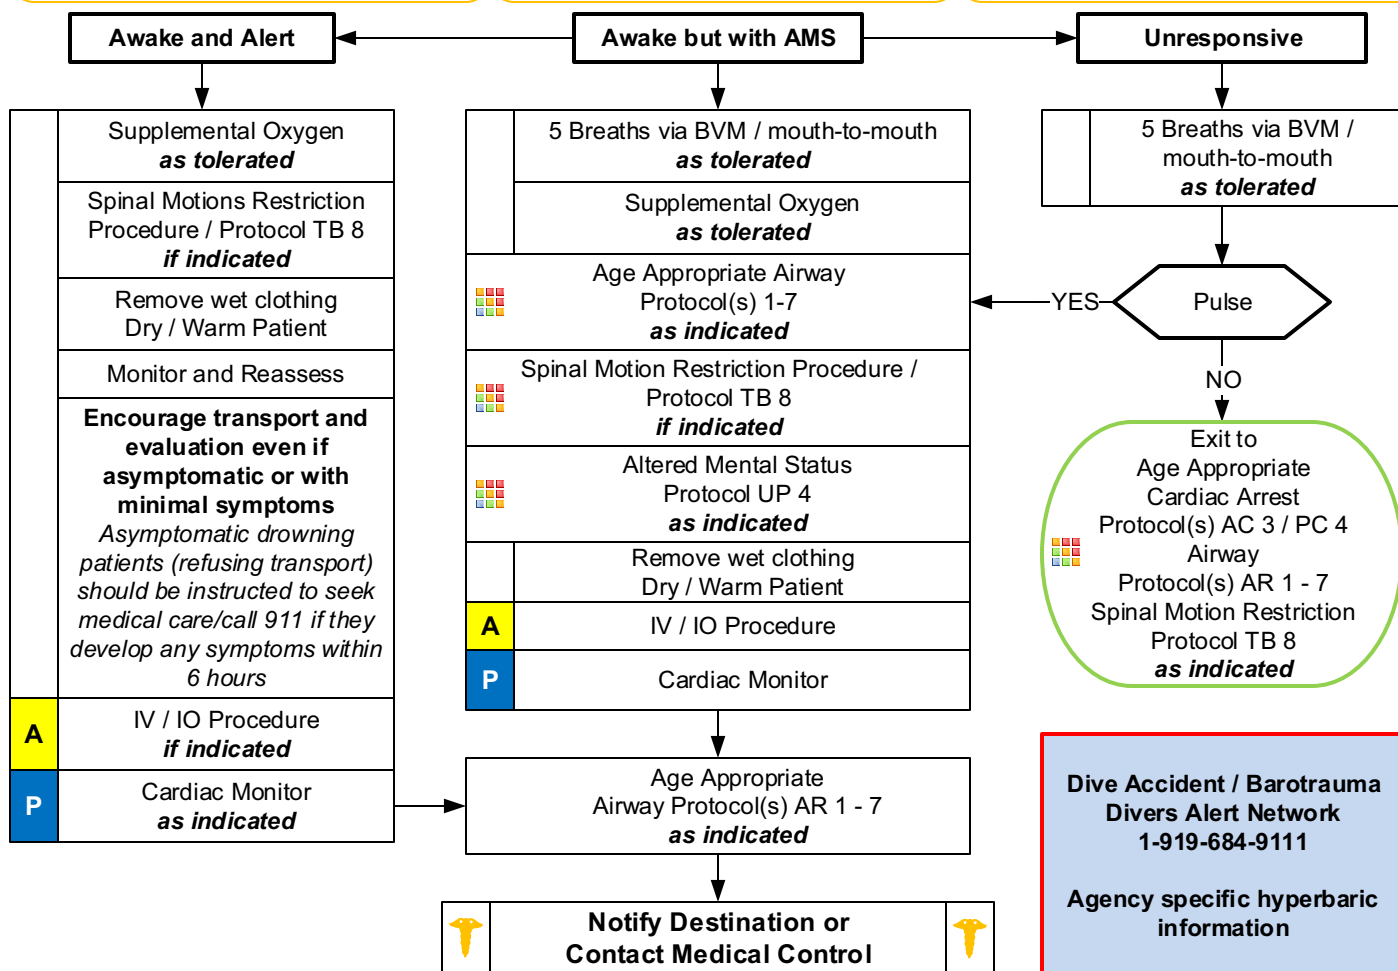 Awake and Alert
Awake but with AMS
Unresponsive
Supplemental Oxygen
as tolerated
Spinal Motions Restriction
Procedure / Protocol TB 8
if indicated
Remove wet clothing
Dry / Warm Patient
Monitor and Reassess
Encourage transport and
evaluation even if
asymptomatic or with
minimal symptoms
Asymptomatic drowning
patients (refusing transport)
should be instructed to seek
medical care/call 911 if they
develop any symptoms within
6 hours
A
IV / IO Procedure
if indicated
P
Cardiac Monitor
as indicated
5 Breaths via BVM / mouth-to-mouth
as tolerated
Supplemental Oxygen
as tolerated
Age Appropriate Airway
Protocol(s) 1-7
as indicated
Spinal Motion Restriction Procedure /
Protocol TB 8
if indicated
Altered Mental Status
Protocol UP 4
as indicated
Remove wet clothing
Dry / Warm Patient
A
IV / IO Procedure
P
Cardiac Monitor
Age Appropriate
Airway Protocol(s) AR 1 - 7
as indicated
Notify Destination or
Contact Medical Control
5 Breaths via BVM /
mouth-to-mouth
as tolerated
Pulse
YES
NO
Exit to
Age Appropriate
Cardiac Arrest
Protocol(s) AC 3 / PC 4
Airway
Protocol(s) AR 1 - 7
Spinal Motion Restriction
Protocol TB 8
as indicated
Dive Accident / Barotrauma
Divers Alert Network
1-919-684-9111
Agency specific hyperbaric
information